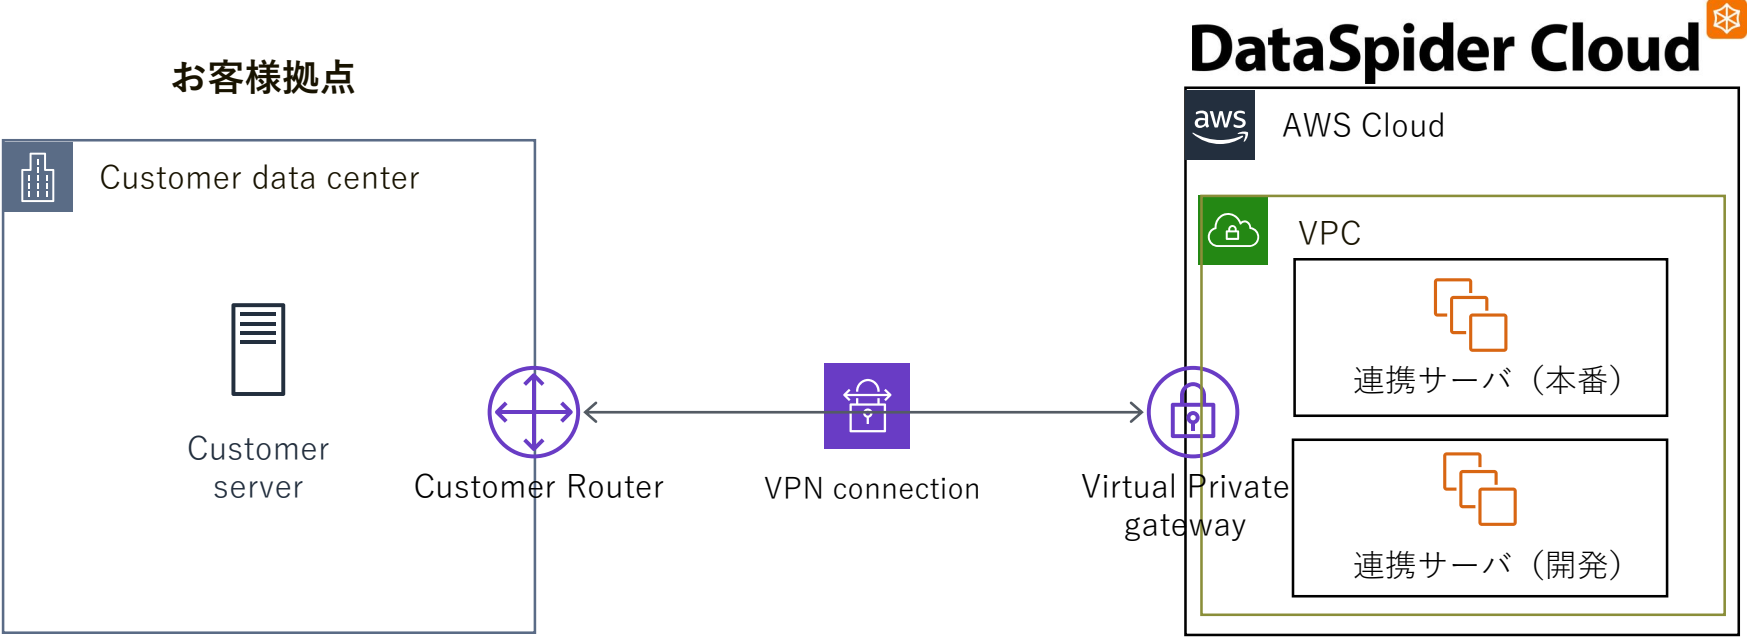 お客様拠点
DataSpider Cloud
aws
AWS Cloud
Customer data center
VPC
連携サーバ（本番）
Customer
server
Customer Router
VPN connection
Virtual Private
gateway
連携サーバ（開発）